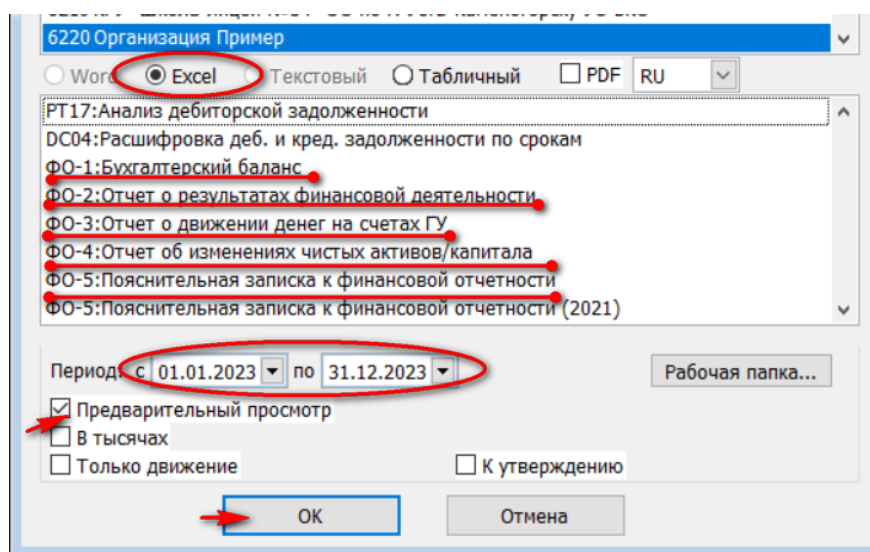 6220 Организация Пример
Word Excel Текстовый Табличный PDF RU
РТ17:Анализ дебиторской задолженности
DC04:Расшифровка деб. и кред. задолженности по срокам
ФО-1:Бухгалтерский баланс
ФО-2:Отчет о результатах финансовой деятельности
ФО-3:Отчет о движении денег на счетах ГУ
ФО-4:Отчет об изменениях чистых активов/капитала
ФО-5:Пояснительная записка к финансовой отчетности
ФО-5:Пояснительная записка к финансовой отчетности (2021)
Период: с 01.01.2023 по 31.12.2023 Рабочая папка...
Предварительный просмотр
В тысячах
Только движение К утверждению
ОК Отмена